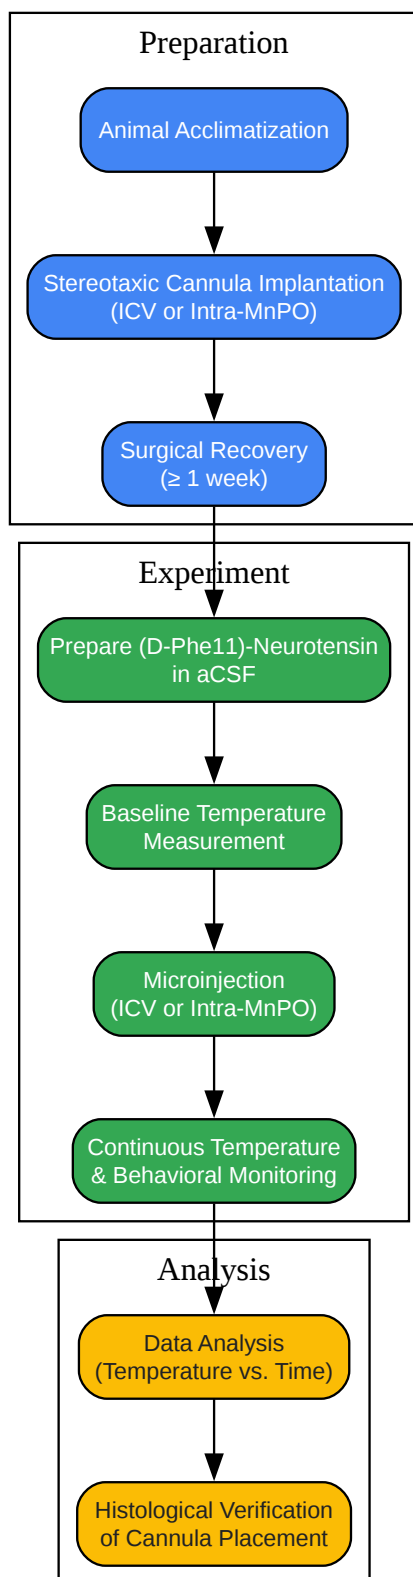 Preparation
Animal Acclimatization
Stereotaxic Cannula Implantation
(ICV or Intra-MnPO)
Surgical Recovery
(≥ 1 week)
Experiment
Prepare (D-Phe11)-Neurotensin
in aCSF
Baseline Temperature
Measurement
Microinjection
(ICV or Intra-MnPO)
Continuous Temperature
& Behavioral Monitoring
Analysis
Data Analysis
(Temperature vs. Time)
Histological Verification
of Cannula Placement